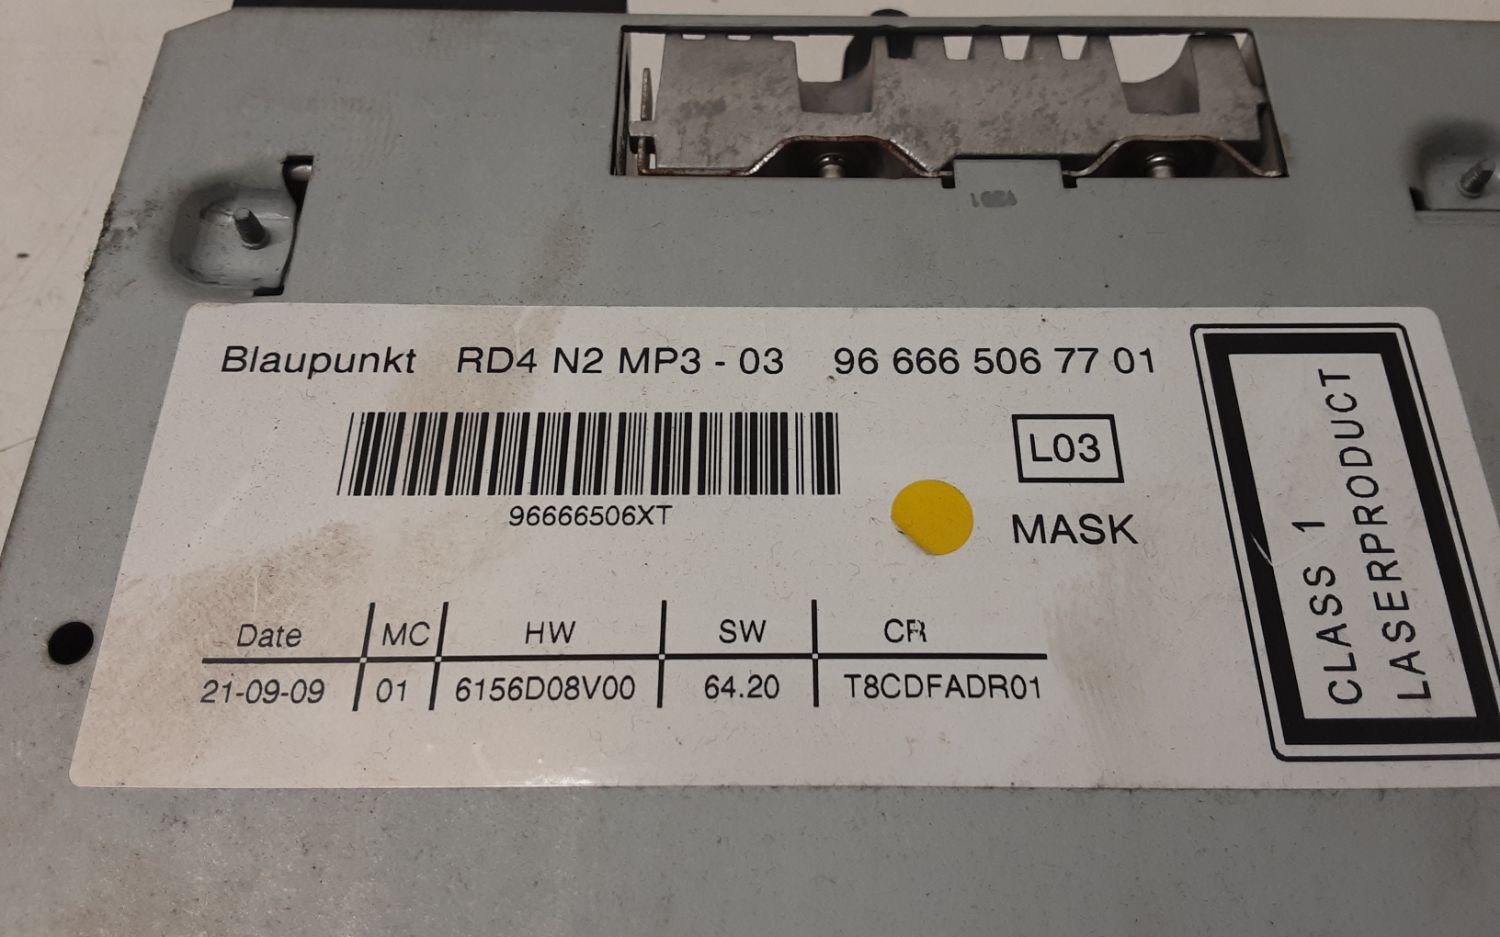 Blaupunkt RD4 N2 MP3 - 03 96 666 506 77 01
96666506XT
L03
MASK
Date MC HW SW CR
21-09-09 01 6156D08V00 64.20 T8CDFADR01
CLASS 1
LASERPRODUCT